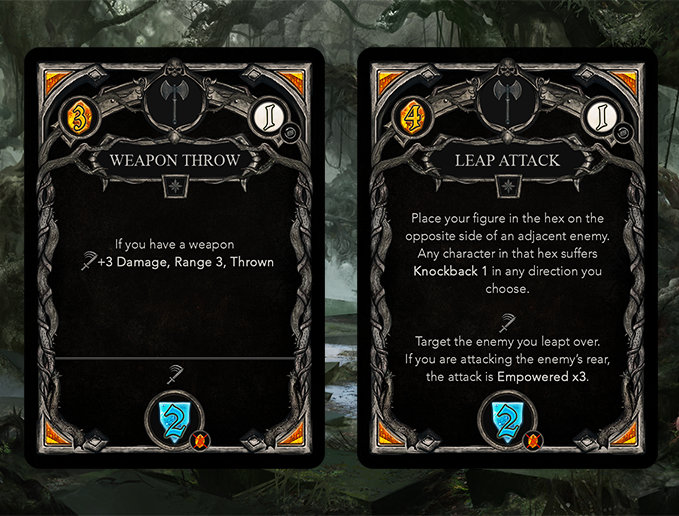 3
1
WEAPON THROW
If you have a weapon
+3 Damage, Range 3, Thrown
2
4
1
LEAP ATTACK
Place your figure in the hex on the
opposite side of an adjacent enemy.
Any character in that hex suffers
Knockback 1 in any direction you
choose.
Target the enemy you leapt over.
If you are attacking the enemy's rear,
the attack is Empowered x3.
2